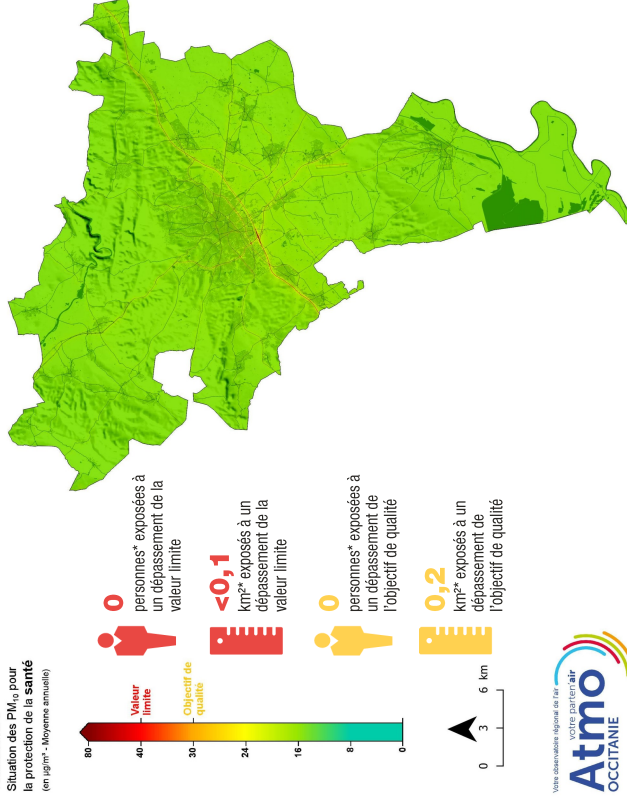 Situation des PM₁₀ pour
la protection de la santé
(en µg/m³ - Moyenne annuelle)
80
40
30
24
16
8
0
Valeur
limite
Objectif de
qualité
0
personnes* exposées à
un dépassement de la
valeur limite
<0,1
km²* exposés à un
dépassement de la
valeur limite
0
personnes* exposées à
un dépassement de
l'objectif de qualité
0,2
km²* exposés à un
dépassement de
l'objectif de qualité
0 3 6 km
Votre observatoire régional de l'air
votre parten'air
Atmo
OCCITANIE